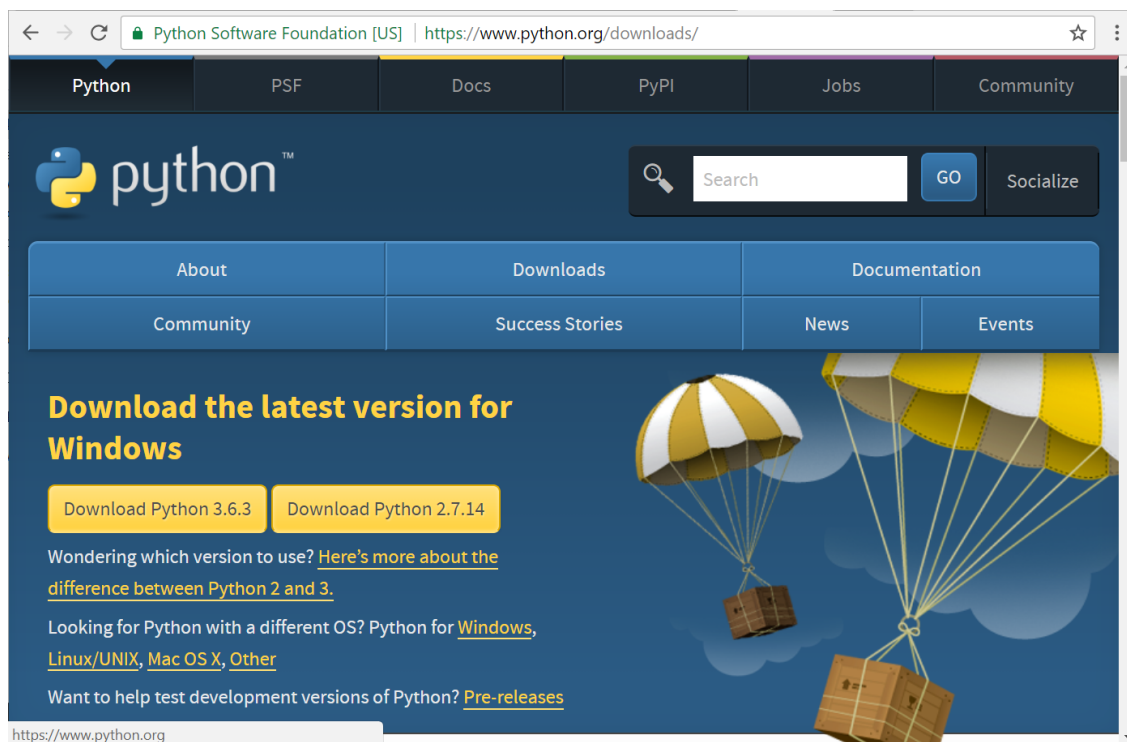 Python Software Foundation [US] https://www.python.org/downloads/
Python PSF Docs PyPI Jobs Community
python™
Search GO Socialize
About Downloads Documentation
Community Success Stories News Events
Download the latest version for
Windows
Download Python 3.6.3 Download Python 2.7.14
Wondering which version to use? Here's more about the
difference between Python 2 and 3.
Looking for Python with a different OS? Python for Windows,
Linux/UNIX, Mac OS X, Other
Want to help test development versions of Python? Pre-releases
https://www.python.org